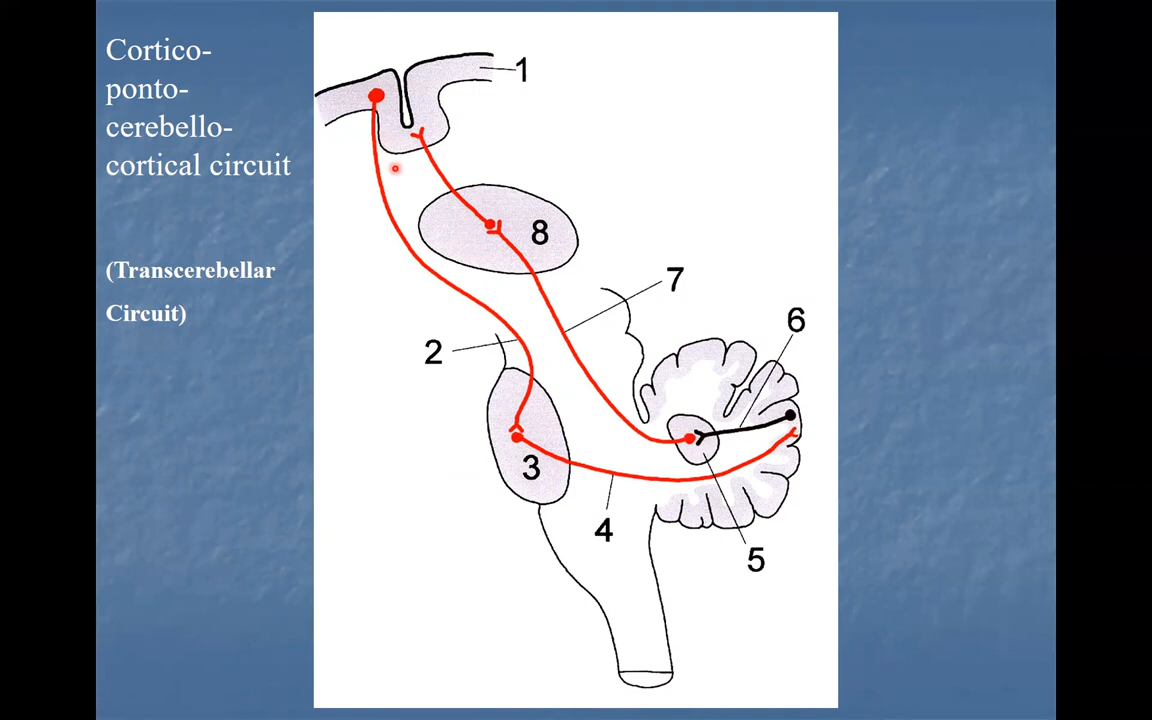 Cortico-
ponto-
cerebello-
cortical circuit
(Transcerebellar
Circuit)
1
8
7
6
2
3
4
5